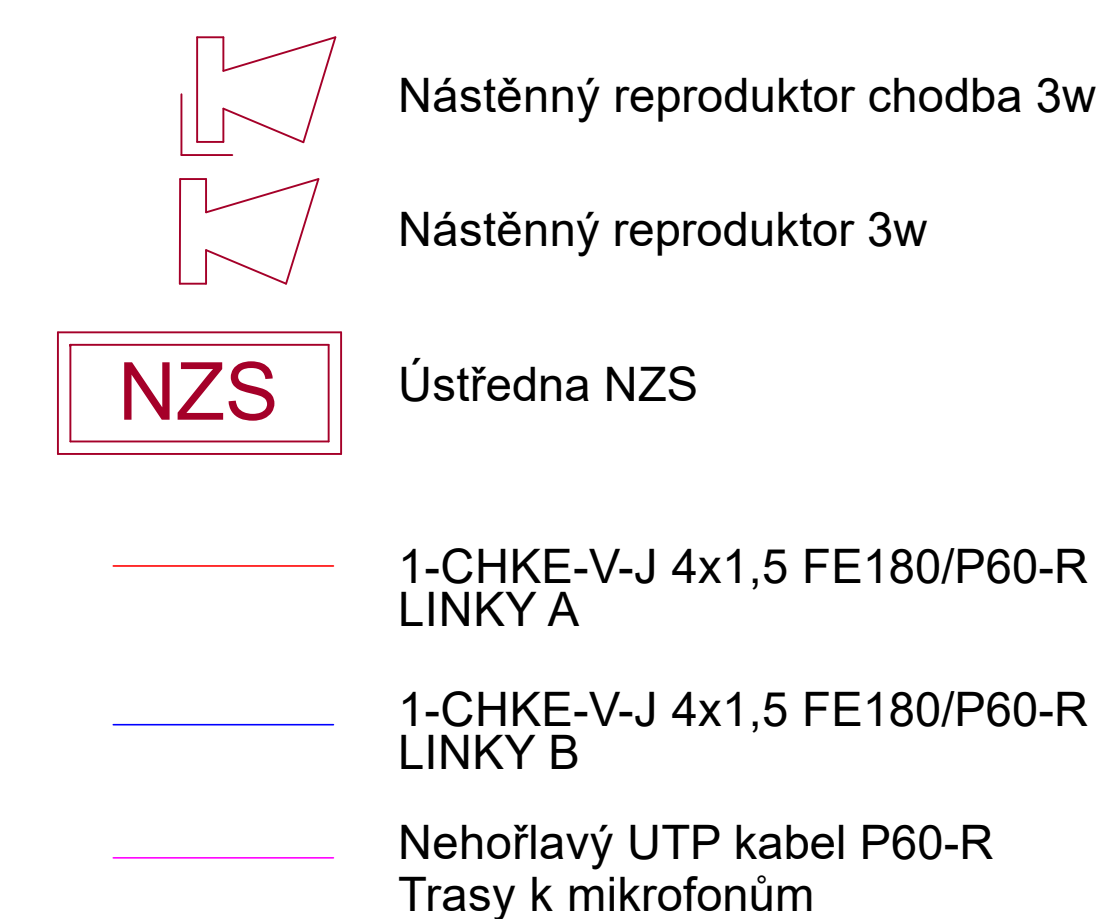 Nástěnný reproduktor chodba 3w
Nástěnný reproduktor 3w
NZS
Ústředna NZS
1-CHKE-V-J 4x1,5 FE180/P60-R
LINKY A
1-CHKE-V-J 4x1,5 FE180/P60-R
LINKY B
Nehořlavý UTP kabel P60-R
Trasy k mikrofonům